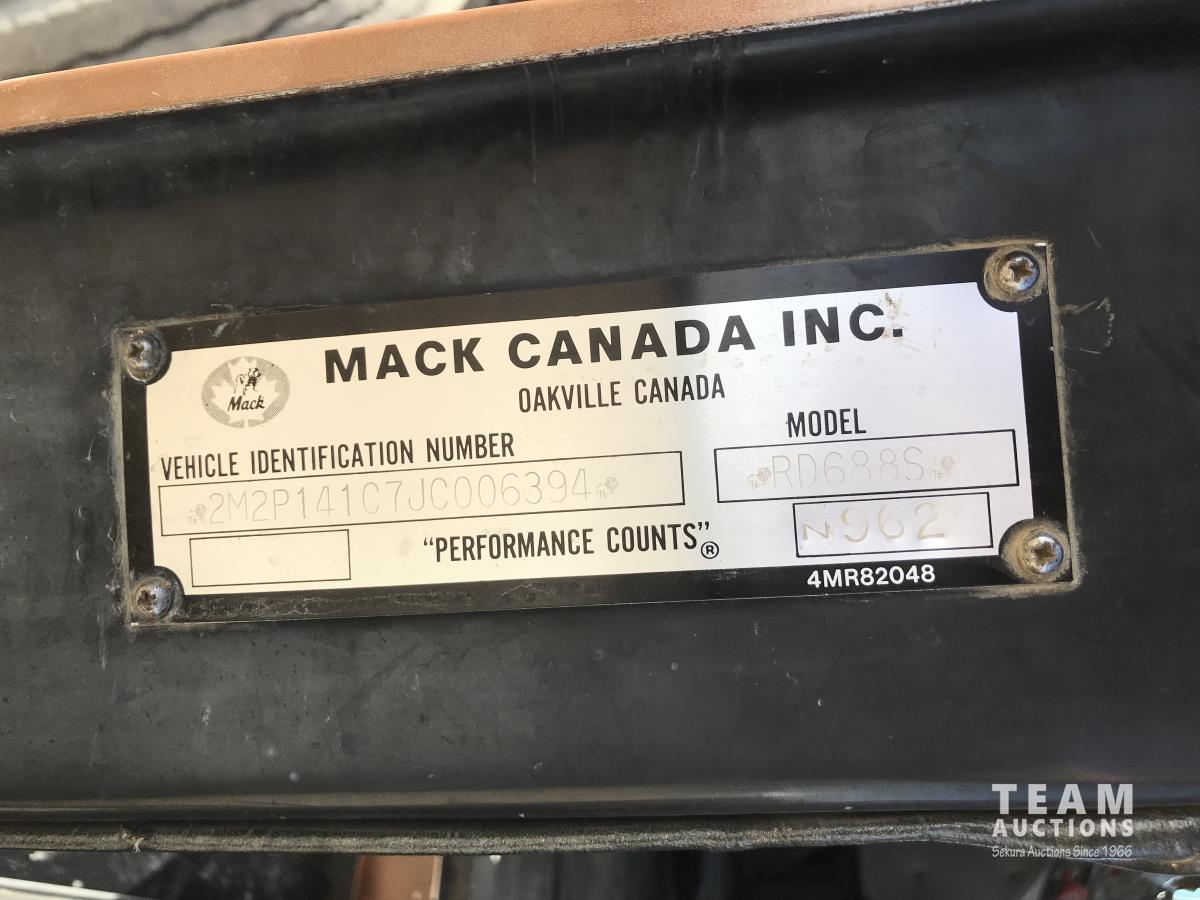 MACK CANADA INC.
Mack
OAKVILLE CANADA
VEHICLE IDENTIFICATION NUMBER
MODEL
2M2P141C7JC006394
RD688S
"PERFORMANCE COUNTS"®
N962
4MR82048
TEAM
AUCTIONS
Sekura Auctions Since 1966